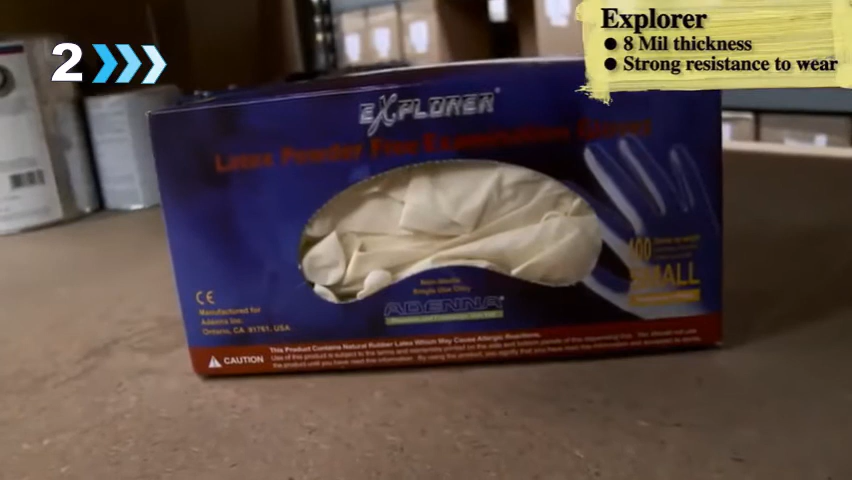 2
Explorer
● 8 Mil thickness
● Strong resistance to wear
EXPLORER®
Latex Powder Free Examination Gloves
100
SMALL
Non-Sterile
Single Use Only
ADENNA®
CE
Manufactured for
Adenna Inc.
Ontario, CA. 91761. USA
CAUTION
This Product Contains Natural Rubber Latex Which May Cause Allergic Reactions.